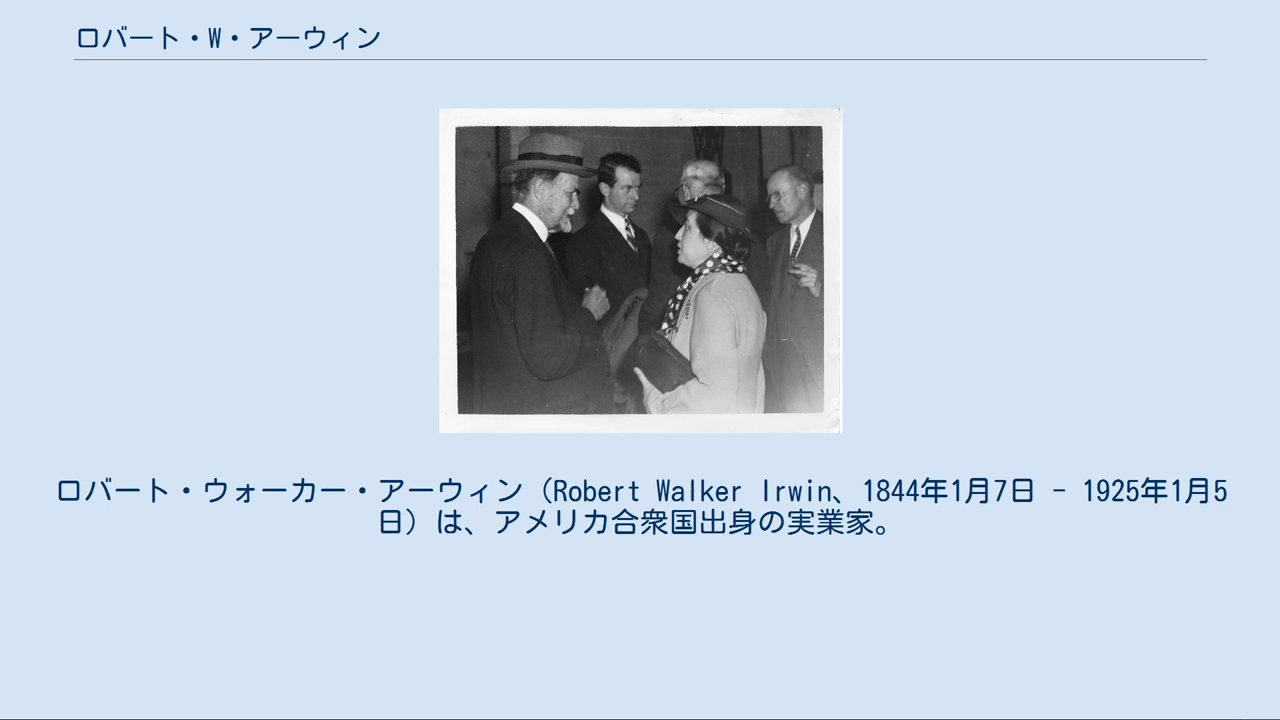 ロバート・W・アーウィン
ロバート・ウォーカー・アーウィン（Robert Walker Irwin、1844年1月7日 - 1925年1月5
日）は、アメリカ合衆国出身の実業家。